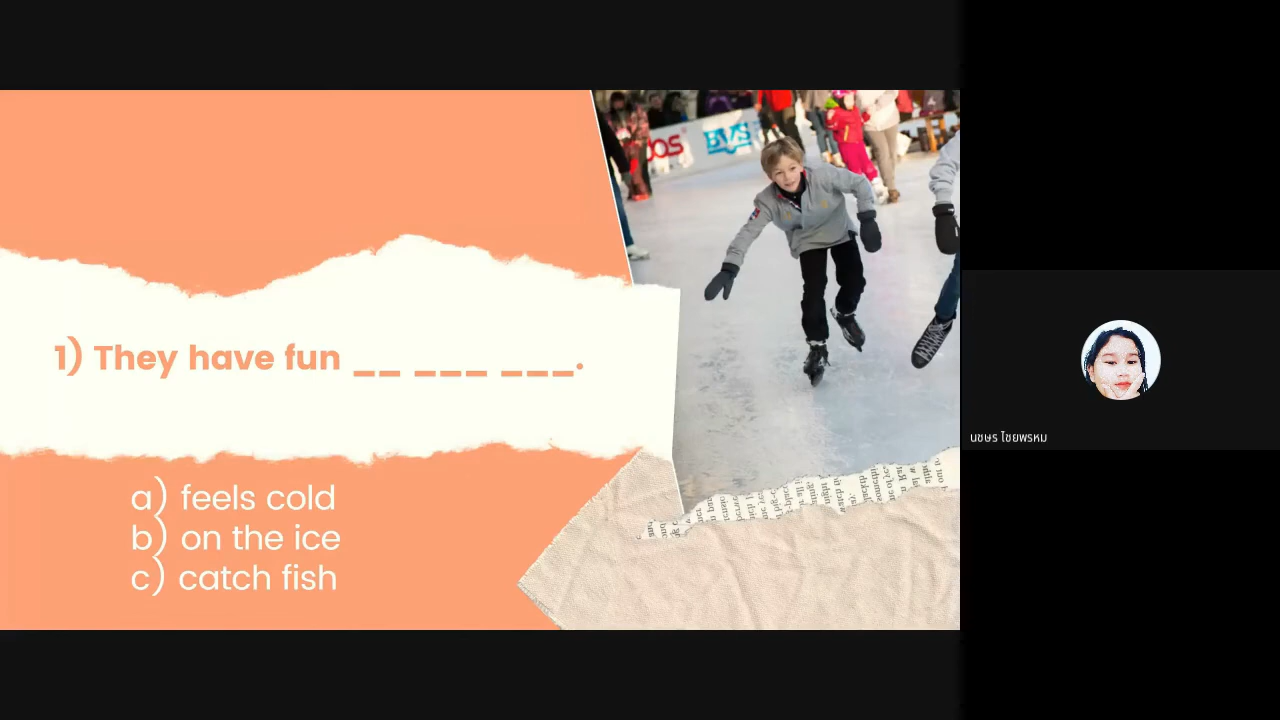 BVS
1) They have fun __ ___ ___.
a) feels cold
b) on the ice
c) catch fish
นชษร ไชยพรหม